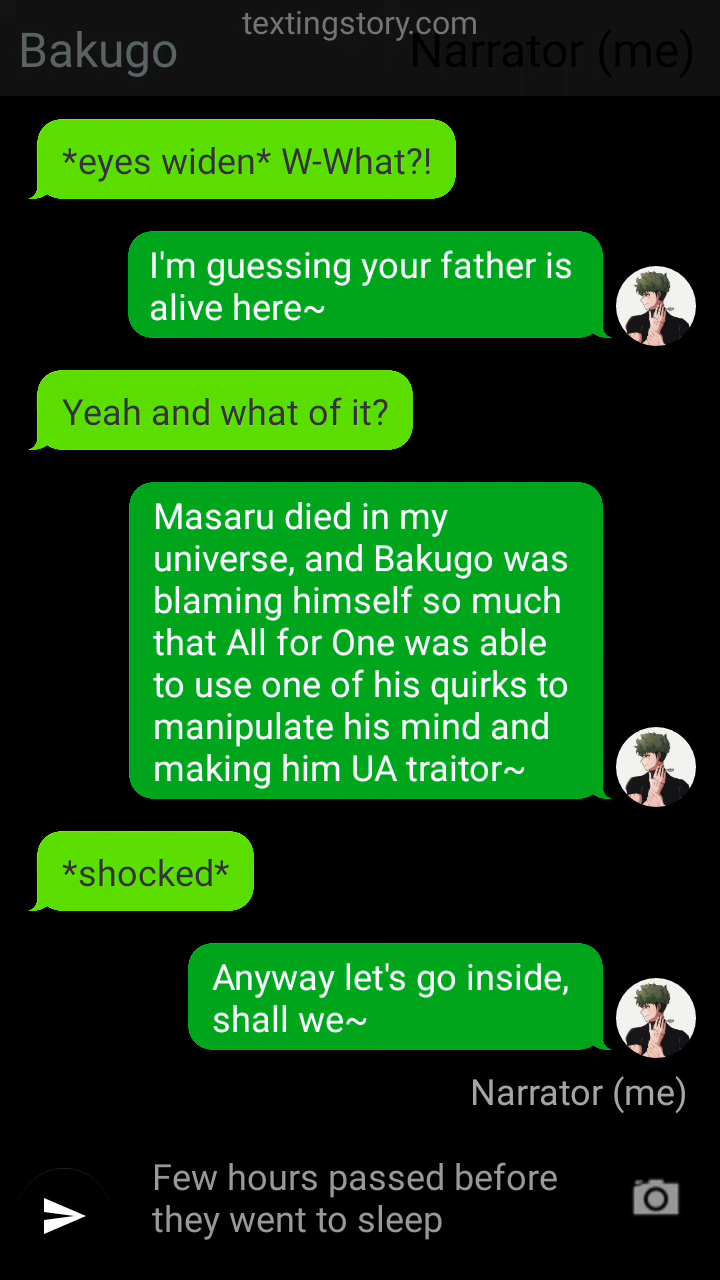 textingstory.com
Bakugo
Narrator (me)
*eyes widen* W-What?!
I'm guessing your father is
alive here~
Yeah and what of it?
Masaru died in my
universe, and Bakugo was
blaming himself so much
that All for One was able
to use one of his quirks to
manipulate his mind and
making him UA traitor~
*shocked*
Anyway let's go inside,
shall we~
Narrator (me)
Few hours passed before
they went to sleep